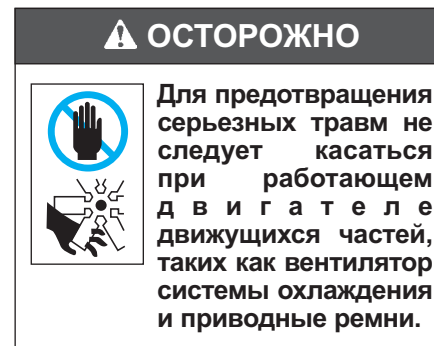 ОСТОРОЖНО
Для предотвращения
серьезных травм не
следует касаться
при работающем
двигателе
движущихся частей,
таких как вентилятор
системы охлаждения
и приводные ремни.